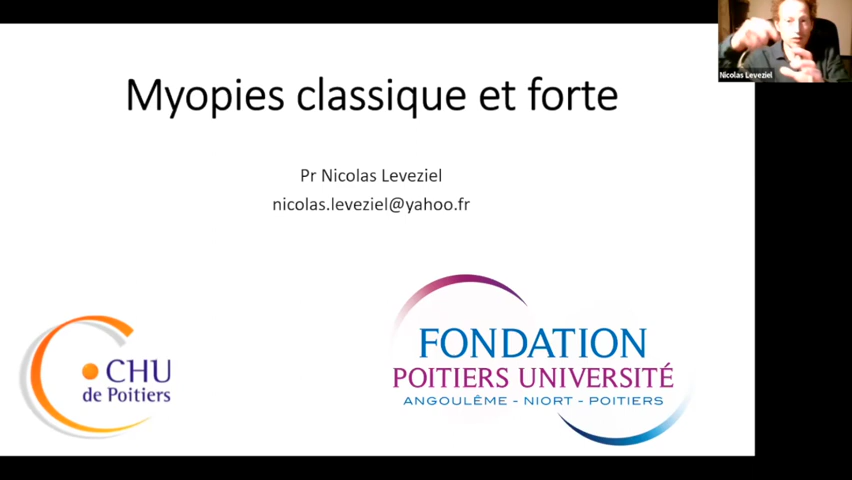 Nicolas Leveziel
Myopies classique et forte
Pr Nicolas Leveziel
nicolas.leveziel@yahoo.fr
CHU
de Poitiers
FONDATION
POITIERS UNIVERSITÉ
ANGOULÊME - NIORT - POITIERS